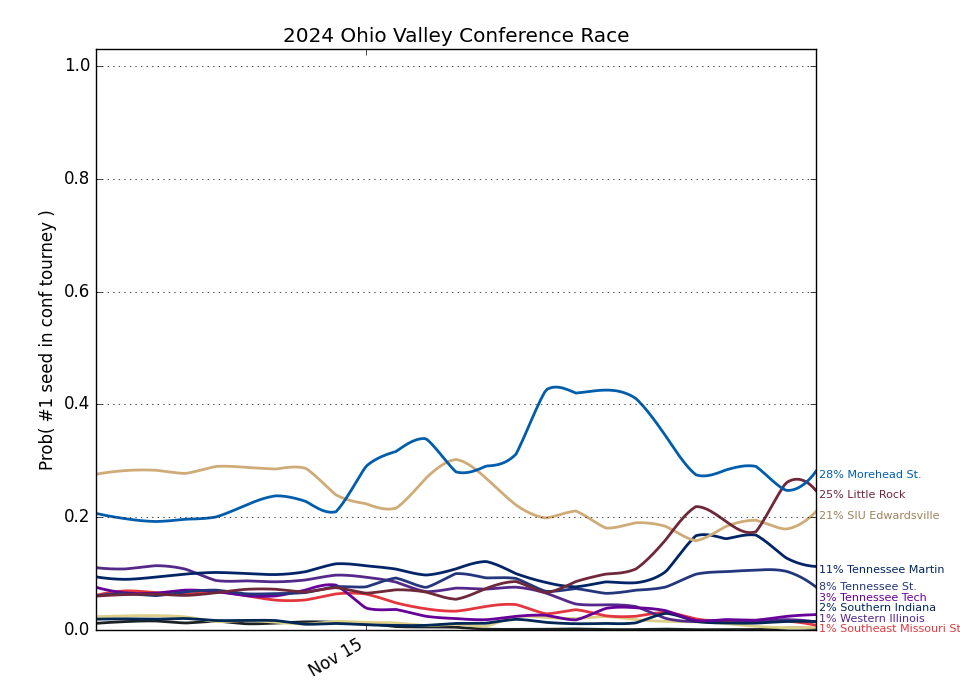 2024 Ohio Valley Conference Race
Prob( #1 seed in conf tourney )
1.0
0.8
0.6
0.4
0.2
0.0
Nov 15
28% Morehead St.
25% Little Rock
21% SIU Edwardsville
11% Tennessee Martin
8% Tennessee St.
3% Tennessee Tech
2% Southern Indiana
1% Western Illinois
1% Southeast Missouri St